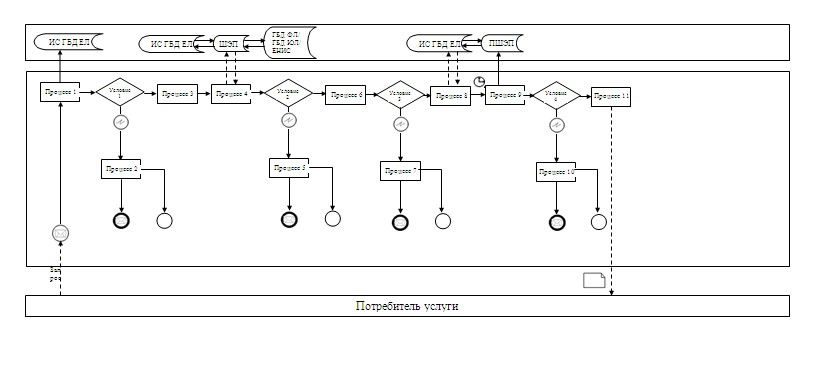 ИС ГБД ЕЛ
ИС ГБД ЕЛ
ШЭП
ГБД ФЛ/
ГБД ЮЛ/
ЕНИС
ИС ГБД ЕЛ
ПШЭП
Процесс 1
Условие
1
Процесс 3
Процесс 4
Условие
2
Процесс 6
Условие
3
Процесс 8
Процесс 9
Условие
4
Процесс 11
Процесс 2
Процесс 5
Процесс 7
Процесс 10
Зап
рос
Потребитель услуги